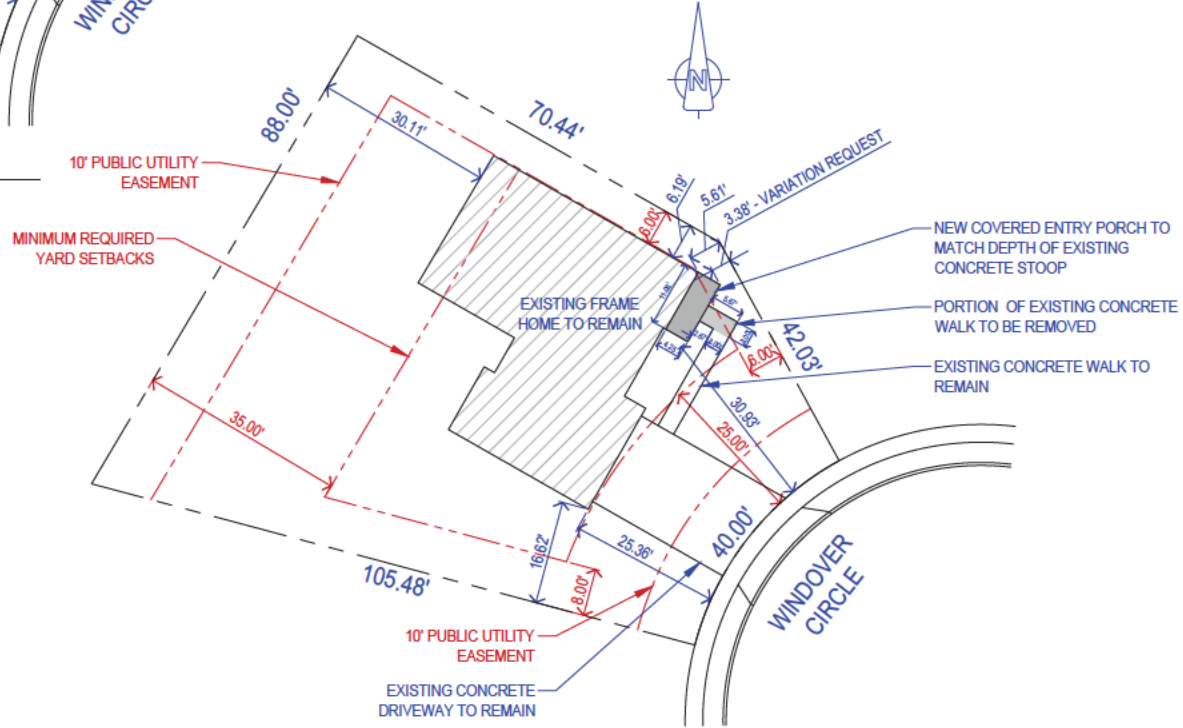 88.00'
70.44'
N
30.11'
10' PUBLIC UTILITY
EASEMENT
MINIMUM REQUIRED
YARD SETBACKS
6.00'
6.19'
5.61'
3.38' - VARIATION REQUEST
NEW COVERED ENTRY PORCH TO
MATCH DEPTH OF EXISTING
CONCRETE STOOP
EXISTING FRAME
HOME TO REMAIN
5.67'
PORTION OF EXISTING CONCRETE
WALK TO BE REMOVED
42.03'
6.00'
EXISTING CONCRETE WALK TO
REMAIN
30.93'
25.00'
35.00'
40.00'
25.36'
16.62'
8.00'
105.48'
WINDOVER
CIRCLE
10' PUBLIC UTILITY
EASEMENT
EXISTING CONCRETE
DRIVEWAY TO REMAIN